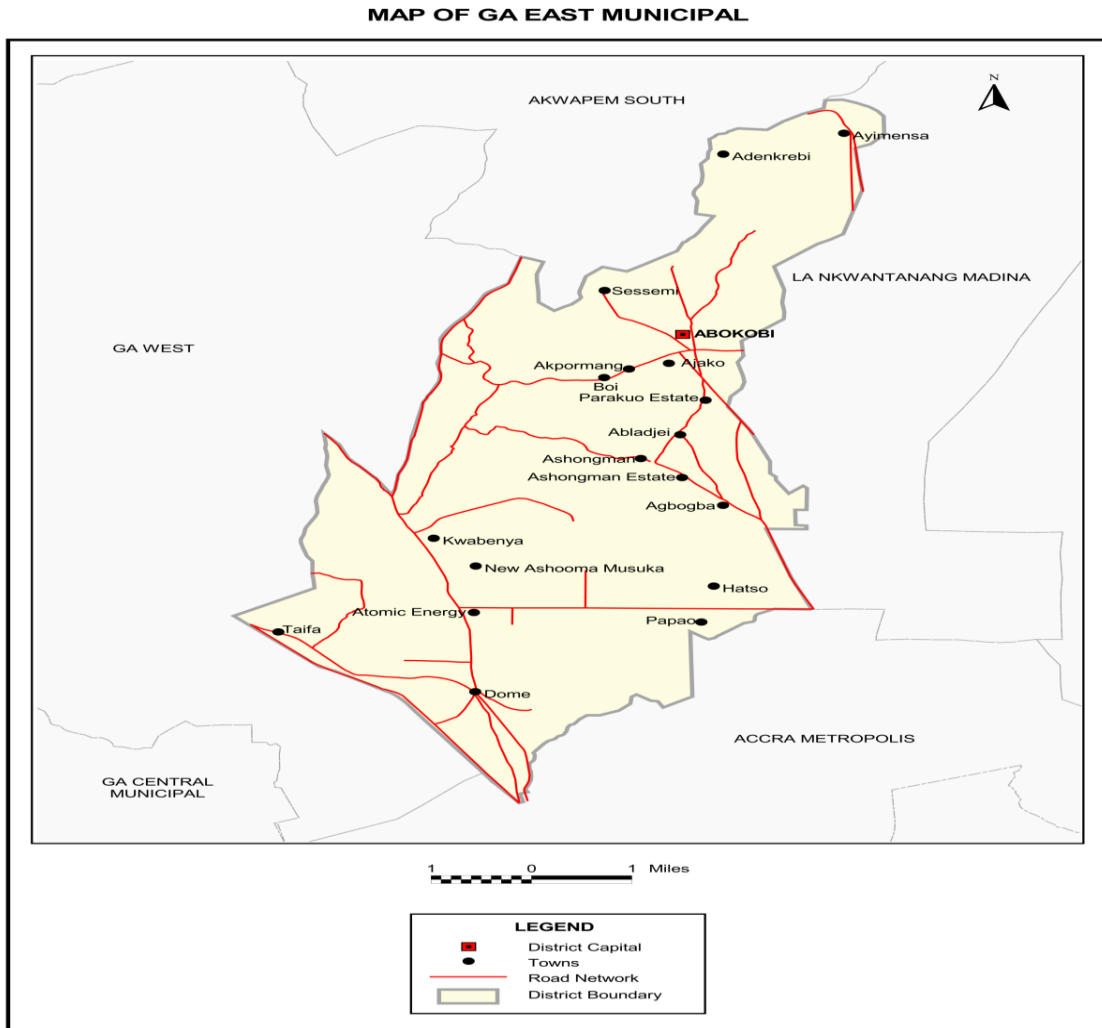 MAP OF GA EAST MUNICIPAL
N
AKWAPEM SOUTH
Ayimensa
Adenkrebi
LA NKWANTANANG MADINA
Sessemi
ABOKOBI
GA WEST
Akpormang
Ajako
Boi
Parakuo Estate
Abladjei
Ashongman
Ashongman Estate
Agbogba
Kwabenya
New Ashooma Musuka
Hatso
Atomic Energy
Papao
Taifa
Dome
ACCRA METROPOLIS
GA CENTRAL
MUNICIPAL
1 0 1 Miles
LEGEND
District Capital
Towns
Road Network
District Boundary